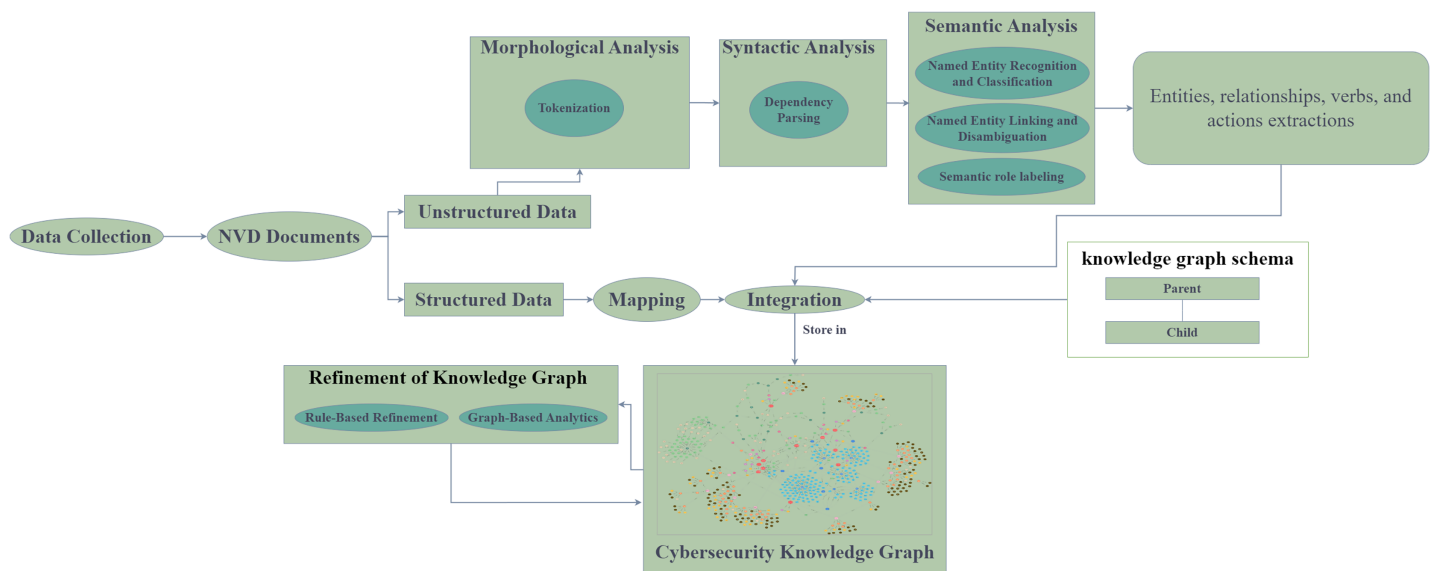 Data Collection
NVD Documents
Unstructured Data
Structured Data
Morphological Analysis
Tokenization
Syntactic Analysis
Dependency
Parsing
Semantic Analysis
Named Entity Recognition
and Classification
Named Entity Linking and
Disambiguation
Semantic role labeling
Entities, relationships, verbs, and
actions extractions
Mapping
Integration
knowledge graph schema
Parent
Child
Store in
Refinement of Knowledge Graph
Rule-Based Refinement
Graph-Based Analytics
Cybersecurity Knowledge Graph